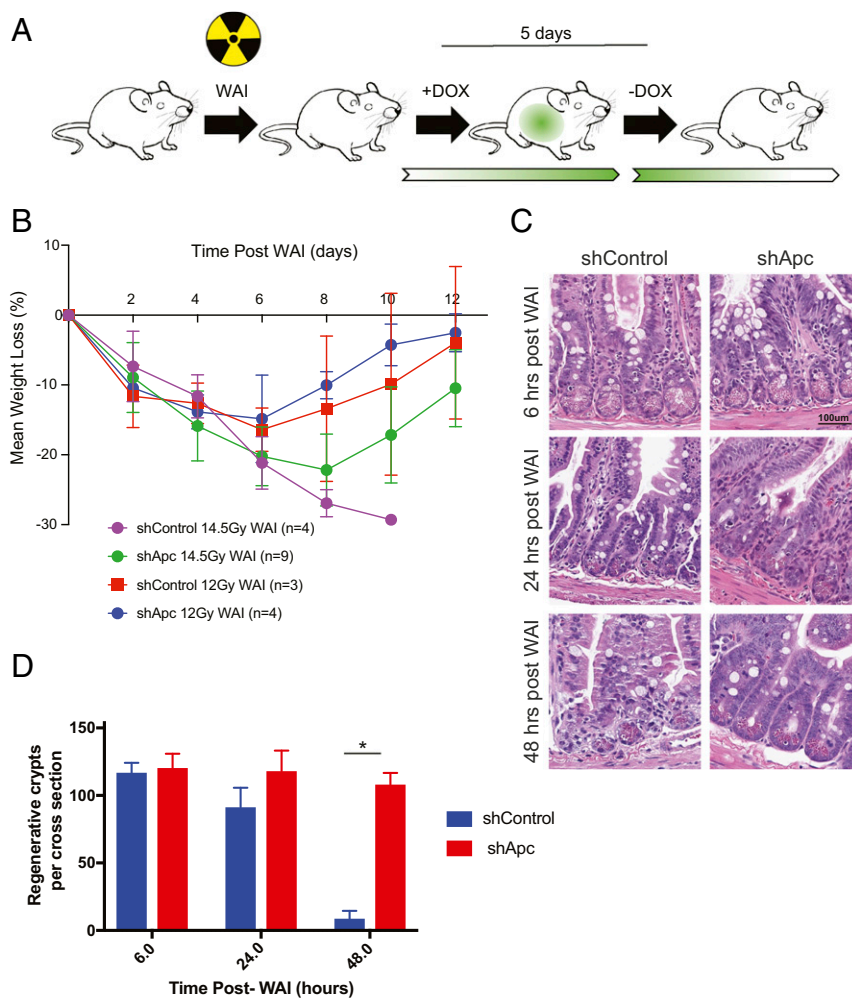 A
5 days
WAI
+DOX
-DOX
B
Time Post WAI (days)
10
0
-10
-20
-30
2
4
6
8
10
12
Mean Weight Loss (%)
shControl 14.5Gy WAI (n=4)
shApc 14.5Gy WAI (n=9)
shControl 12Gy WAI (n=3)
shApc 12Gy WAI (n=4)
C
shControl
shApc
6 hrs post WAI
100um
24 hrs post WAI
48 hrs post WAI
D
150
100
50
0
*
Regenerative crypts
per cross section
6.0
24.0
48.0
Time Post- WAI (hours)
shControl
shApc